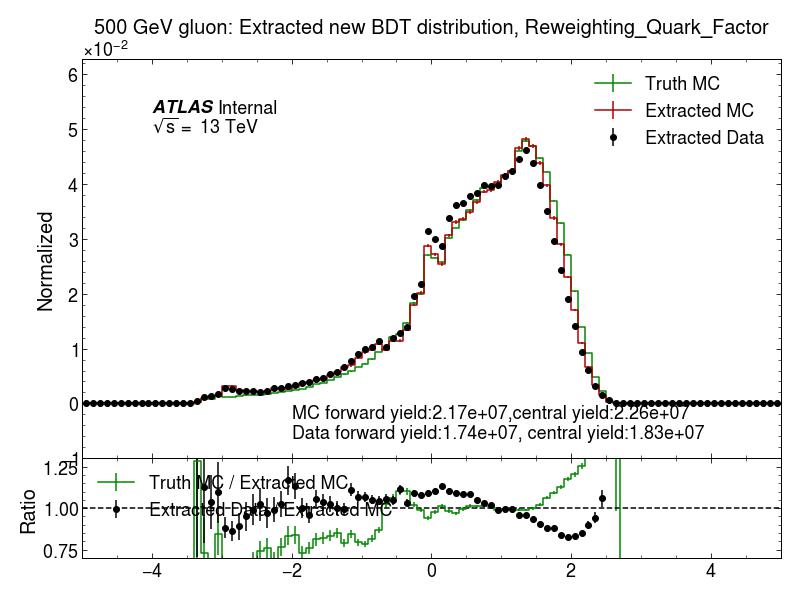 500 GeV gluon: Extracted new BDT distribution, Reweighting_Quark_Factor
×10⁻²
6
5
4
3
2
1
0
1
Normalized
ATLAS Internal
√s = 13 TeV
Truth MC
Extracted MC
Extracted Data
MC forward yield:2.17e+07,central yield:2.26e+07
Data forward yield:1.74e+07, central yield:1.83e+07
1.25
1.00
0.75
Ratio
Truth MC / Extracted MC
Extracted Data / Extracted MC
−4 −2 0 2 4